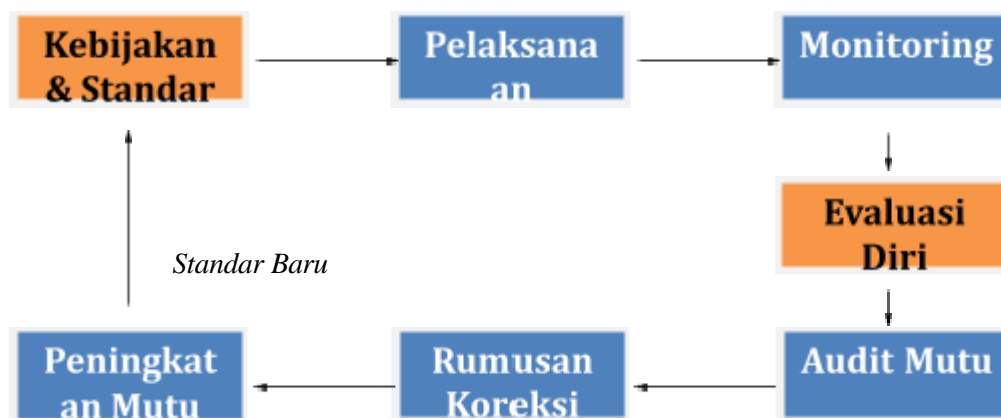 Kebijakan
& Standar
Pelaksana
an
Monitoring
Evaluasi
Diri
Standar Baru
Peningkat
an Mutu
Rumusan
Koreksi
Audit Mutu